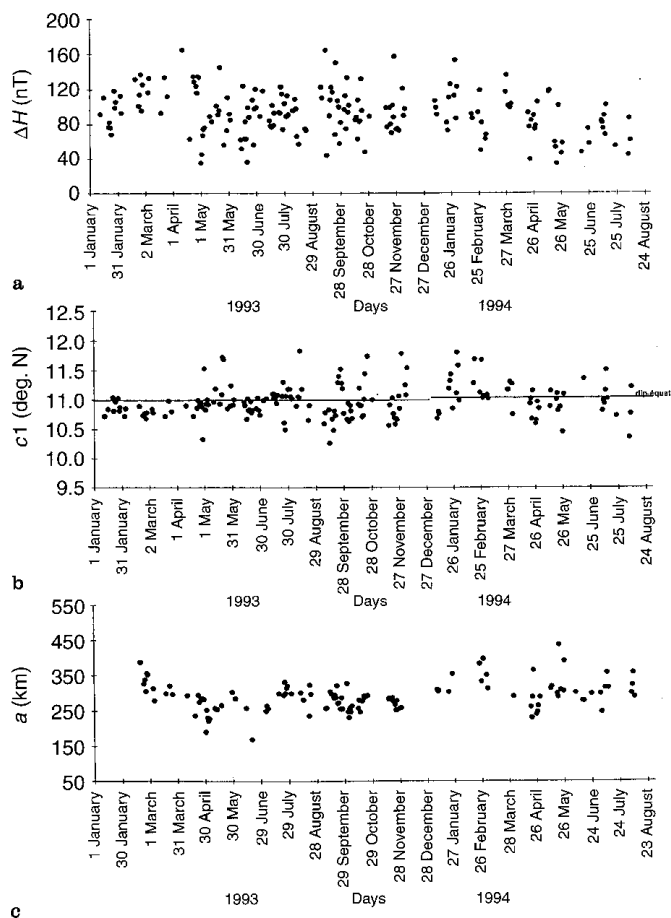 200
160
120
80
40
0
ΔH (nT)
1 January
31 January
2 March
1 April
1 May
31 May
30 June
30 July
29 August
28 September
28 October
27 November
27 December
26 January
25 February
27 March
26 April
26 May
25 June
25 July
24 August
a
1993 Days 1994
12.5
12.0
11.5
11.0
10.5
10.0
9.5
c1 (deg. N)
dip equat
1 January
31 January
2 March
1 April
1 May
31 May
30 June
30 July
29 August
28 September
28 October
27 November
27 December
26 January
25 February
27 March
26 April
26 May
25 June
25 July
24 August
b
1993 Days 1994
550
450
350
250
150
50
a (km)
1 January
30 January
1 March
31 March
30 April
30 May
29 June
29 July
28 August
29 September
29 October
28 November
28 December
27 January
26 February
28 March
26 April
26 May
24 June
24 July
23 August
1993 Days 1994
c